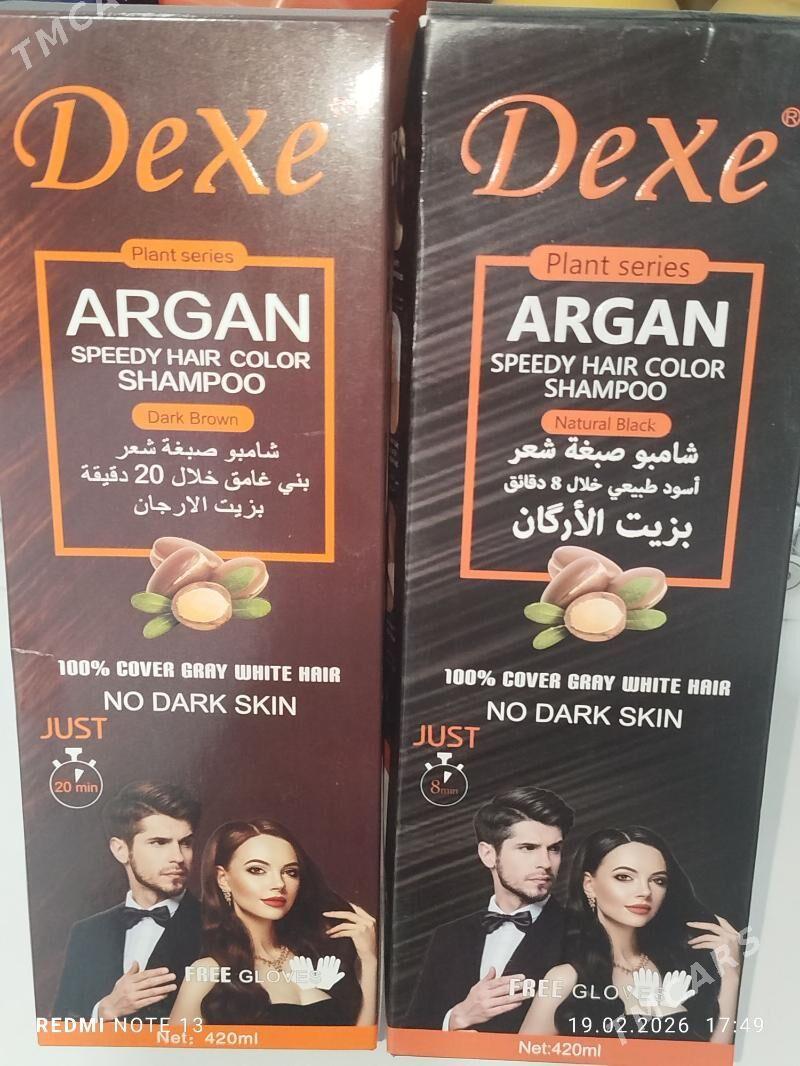 TMCARS
DeXe
Plant series
ARGAN
SPEEDY HAIR COLOR
SHAMPOO
Dark Brown
شامبو صبغة شعر
بني غامق خلال 20 دقيقة
بزيت الارجان
100% COVER GRAY WHITE HAIR
NO DARK SKIN
JUST
20 min
FREE GLOVES
Net: 420ml
DeXe®
Plant series
ARGAN
SPEEDY HAIR COLOR
SHAMPOO
Natural Black
شامبو صبغة شعر
أسود طبيعي خلال 8 دقائق
بزيت الأرگان
100% COVER GRAY WHITE HAIR
NO DARK SKIN
JUST
8min
FREE GLOVES
Net:420ml
TMCARS
REDMI NOTE 13
19.02.2026 17:49